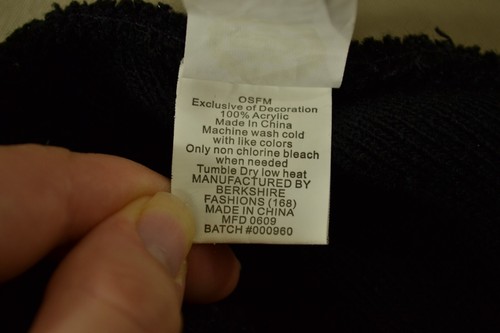 OSFM
Exclusive of Decoration
100% Acrylic
Made In China
Machine wash cold
with like colors
Only non chlorine bleach
when needed
Tumble Dry low heat
MANUFACTURED BY
BERKSHIRE
FASHIONS (168)
MADE IN CHINA
MFD 0609
BATCH #000960